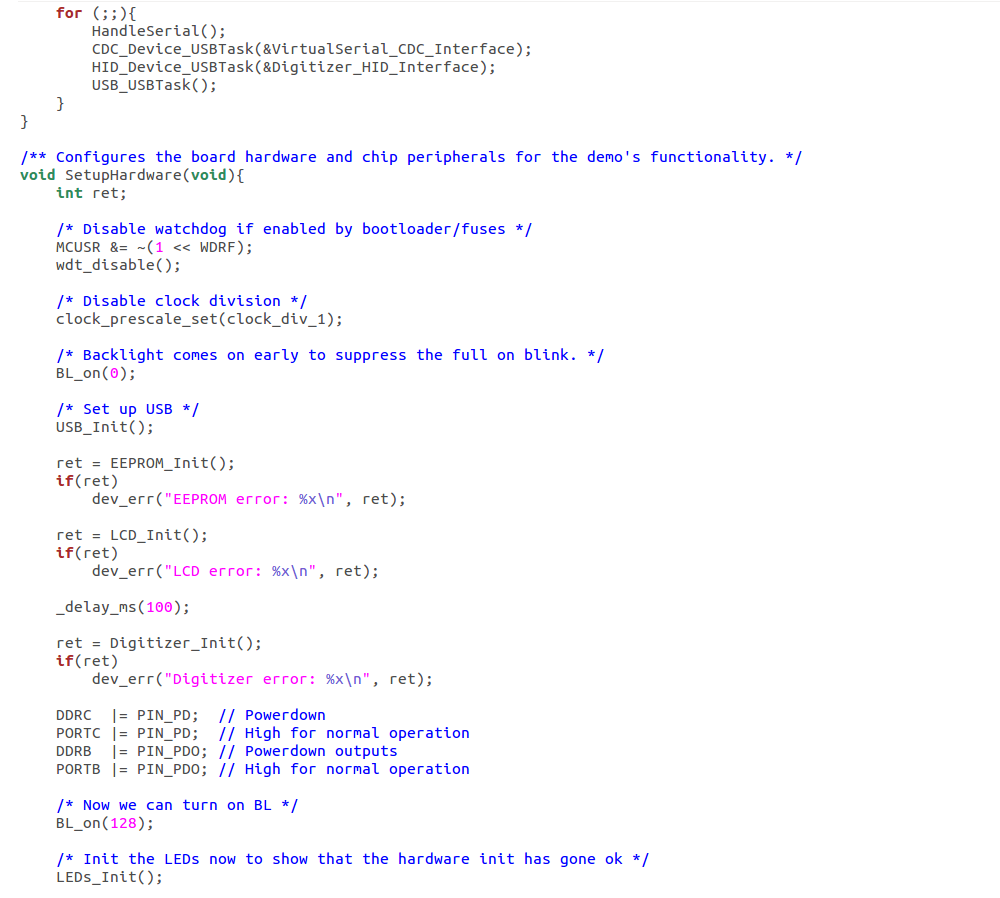 for (;;){
HandleSerial();
CDC_Device_USBTask(&VirtualSerial_CDC_Interface);
HID_Device_USBTask(&Digitizer_HID_Interface);
USB_USBTask();
}
}
/** Configures the board hardware and chip peripherals for the demo's functionality. */
void SetupHardware(void){
int ret;
/* Disable watchdog if enabled by bootloader/fuses */
MCUSR &= ~(1 << WDRF);
wdt_disable();
/* Disable clock division */
clock_prescale_set(clock_div_1);
/* Backlight comes on early to suppress the full on blink. */
BL_on(0);
/* Set up USB */
USB_Init();
ret = EEPROM_Init();
if(ret)
dev_err("EEPROM error: %x\n", ret);
ret = LCD_Init();
if(ret)
dev_err("LCD error: %x\n", ret);
_delay_ms(100);
ret = Digitizer_Init();
if(ret)
dev_err("Digitizer error: %x\n", ret);
DDRC  |= PIN_PD;  // Powerdown
PORTC |= PIN_PD;  // High for normal operation
DDRB  |= PIN_PDO; // Powerdown outputs
PORTB |= PIN_PDO; // High for normal operation
/* Now we can turn on BL */
BL_on(128);
/* Init the LEDs now to show that the hardware init has gone ok */
LEDs_Init();